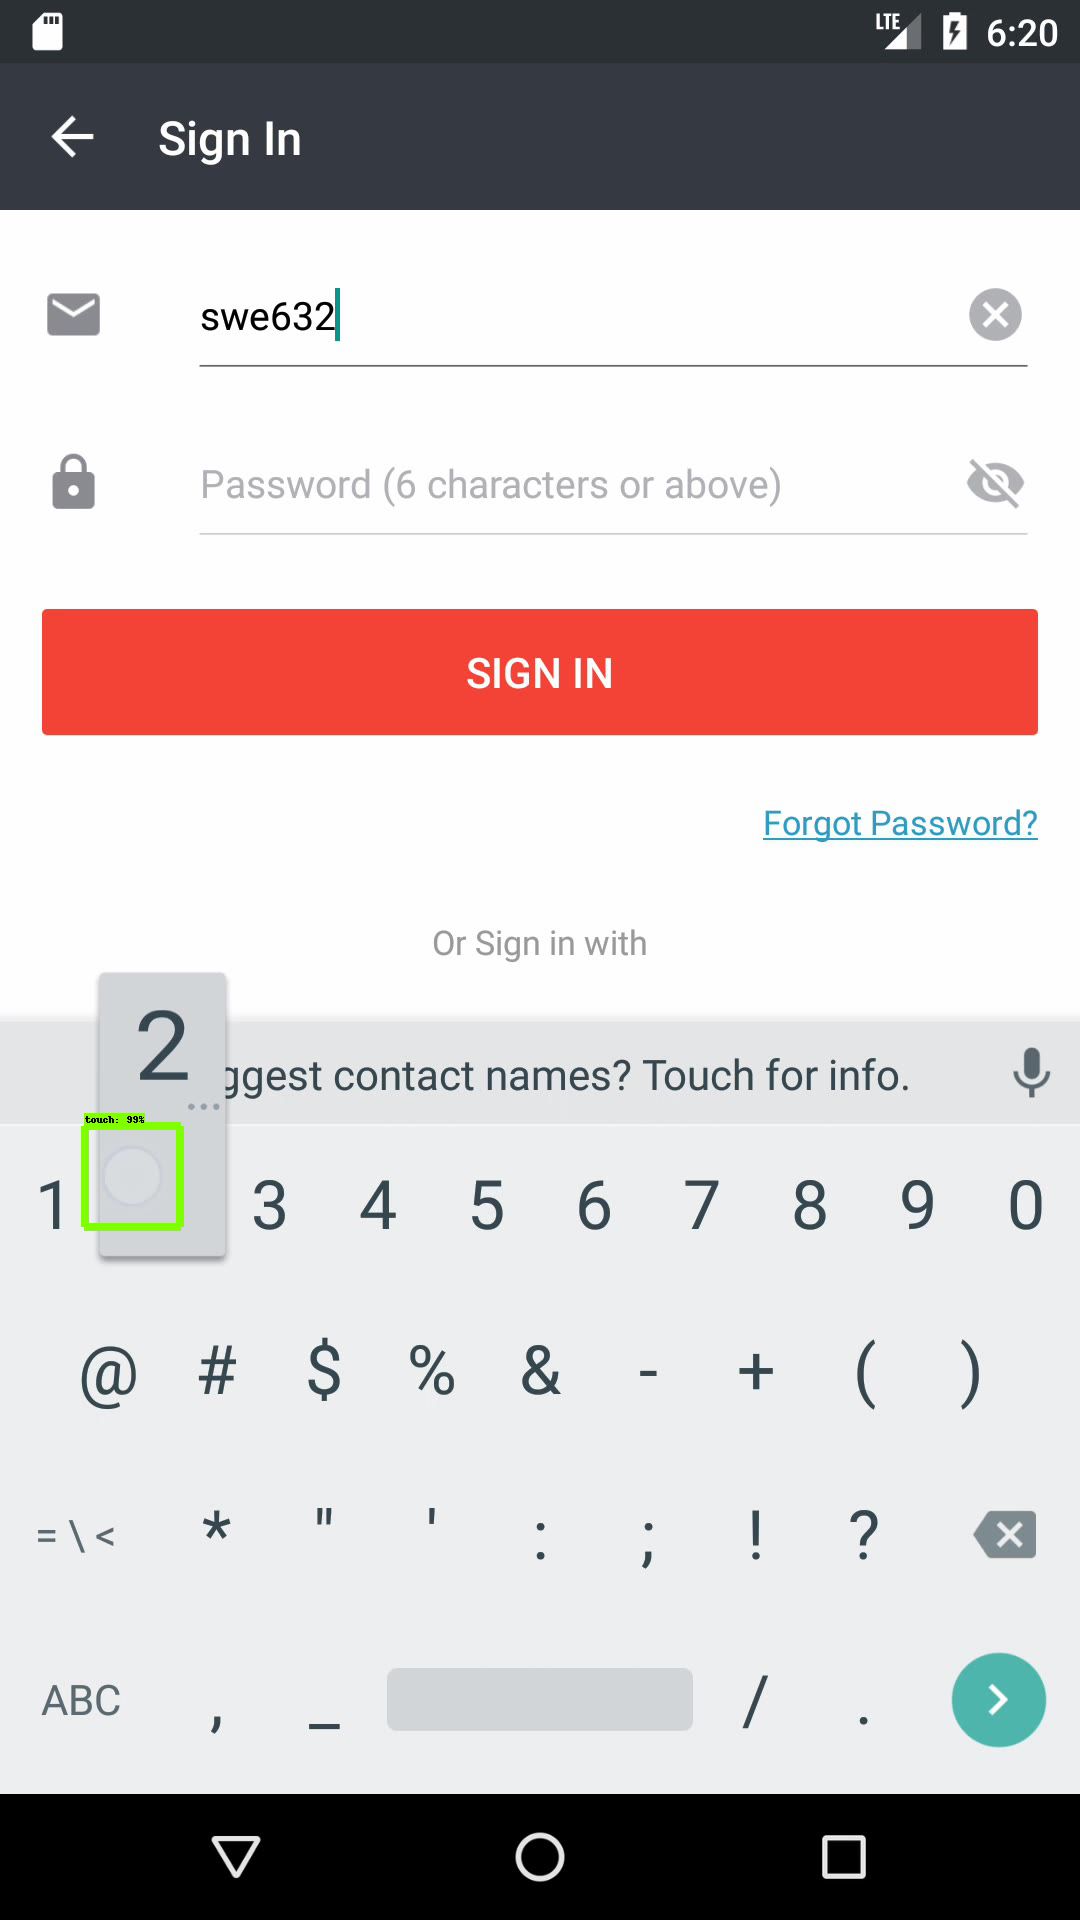 LTE 6:20
Sign In
swe632
Password (6 characters or above)
SIGN IN
Forgot Password?
Or Sign in with
2
ggest contact names? Touch for info.
...
touch: 99%
1 3 4 5 6 7 8 9 0
@ # $ % & - + ( )
= \ < * " ' : ; ! ?
ABC , _ / .